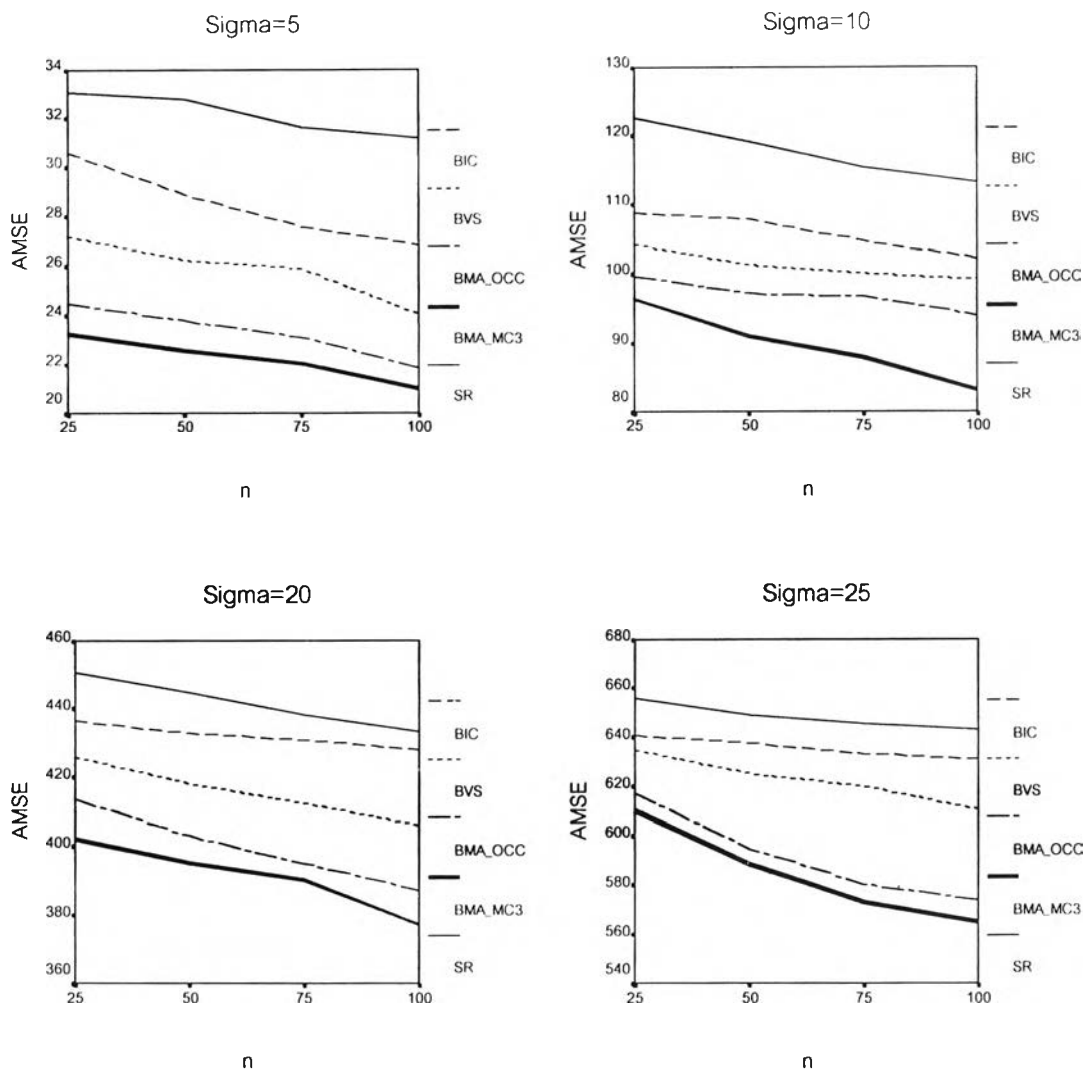 Sigma=5
34
32
30
28
26
24
22
20
AMSE
25
50
75
100
n
BIC
BVS
BMA_OCC
BMA_MC3
SR
Sigma=10
130
120
110
100
90
80
AMSE
25
50
75
100
n
BIC
BVS
BMA_OCC
BMA_MC3
SR
Sigma=20
460
440
420
400
380
360
AMSE
25
50
75
100
n
BIC
BVS
BMA_OCC
BMA_MC3
SR
Sigma=25
680
660
640
620
600
580
560
540
AMSE
25
50
75
100
n
BIC
BVS
BMA_OCC
BMA_MC3
SR